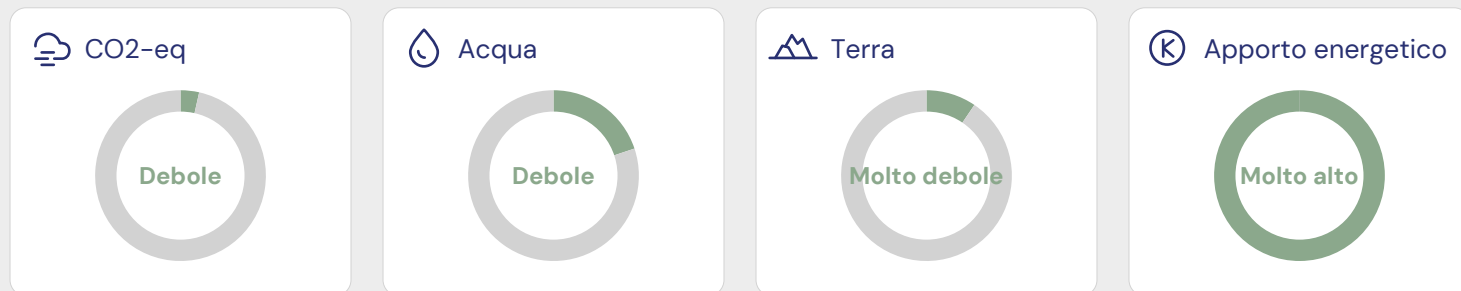 CO2-eq
Debole
Acqua
Debole
Terra
Molto debole
Apporto energetico
Molto alto